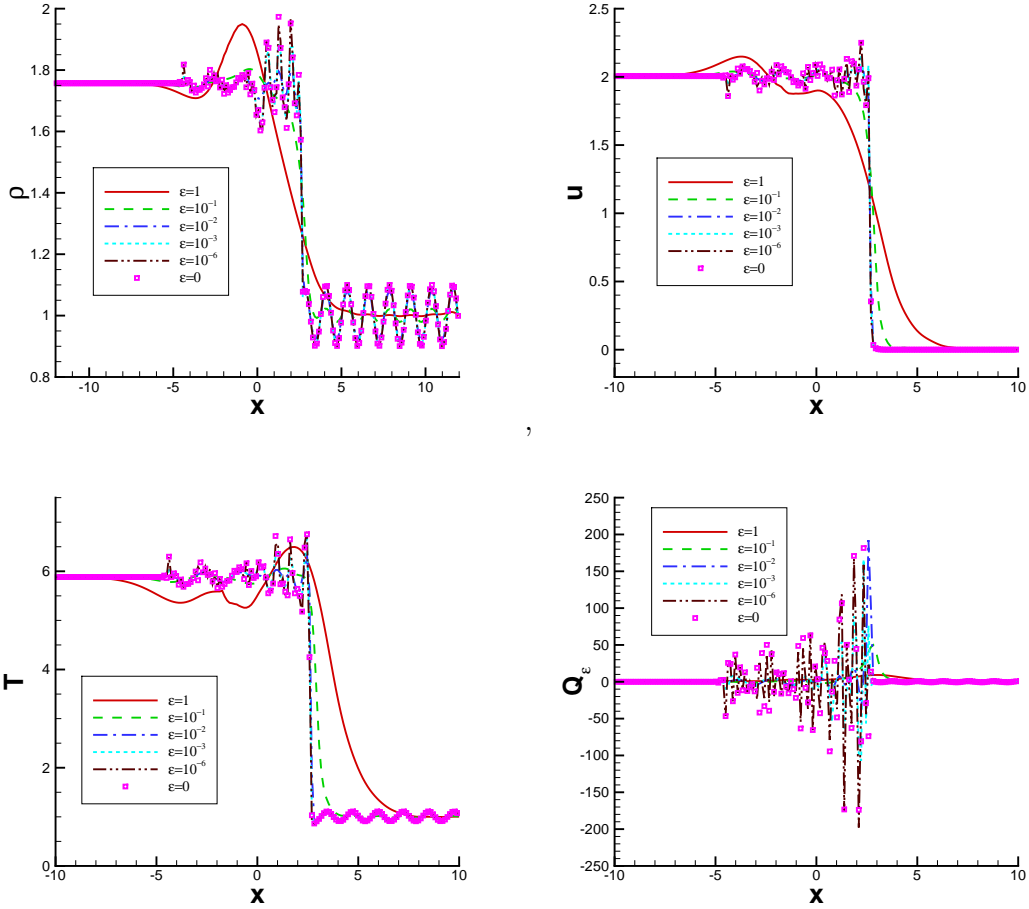 ρ
2.2
2
1.8
1.6
1.4
1.2
1
0.8
-10 -5 0 5 10
x
ε=1
ε=10⁻¹
ε=10⁻²
ε=10⁻³
ε=10⁻⁶
ε=0
u
2.5
2
1.5
1
0.5
0
-10 -5 0 5 10
x
ε=1
ε=10⁻¹
ε=10⁻²
ε=10⁻³
ε=10⁻⁶
ε=0
,
T
6
4
2
0
-10 -5 0 5 10
x
ε=1
ε=10⁻¹
ε=10⁻²
ε=10⁻³
ε=10⁻⁶
ε=0
Q_ε
250
200
150
100
50
0
-50
-100
-150
-200
-250
-10 -5 0 5 10
x
ε=1
ε=10⁻¹
ε=10⁻²
ε=10⁻³
ε=10⁻⁶
ε=0